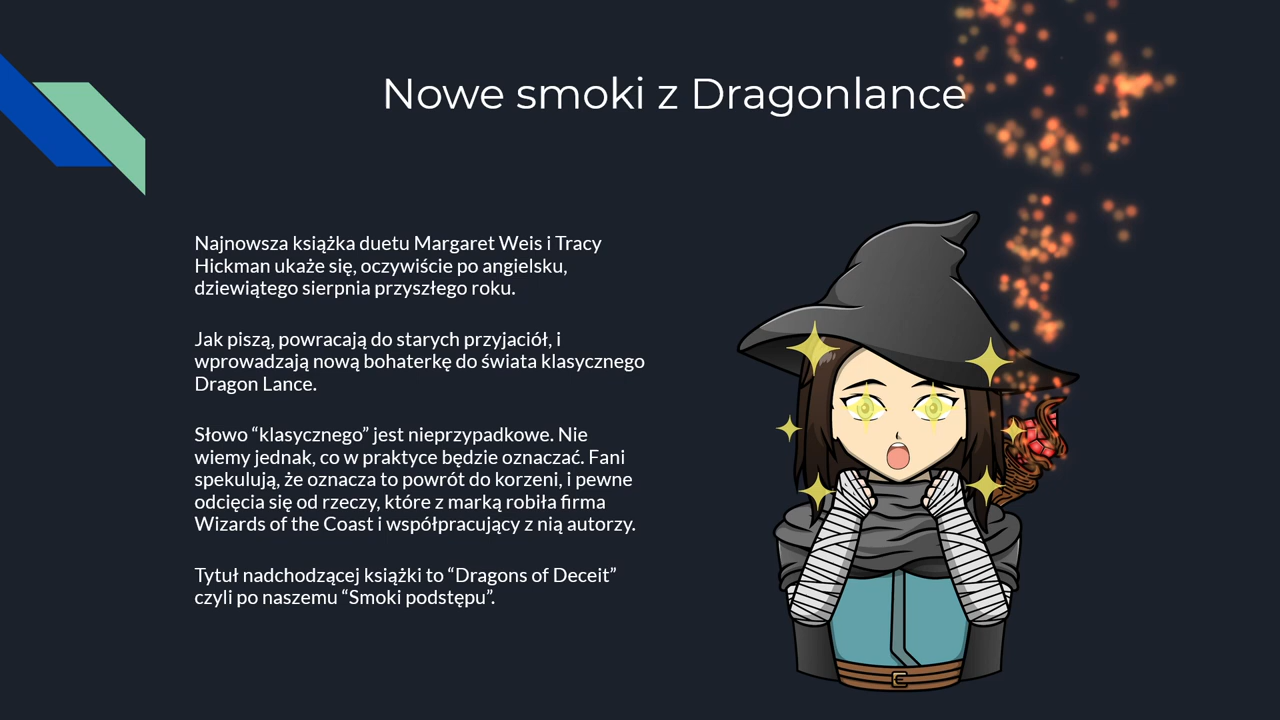 Nowe smoki z Dragonlance
Najnowsza książka duetu Margaret Weis i Tracy
Hickman ukaże się, oczywiście po angielsku,
dziewiątego sierpnia przyszłego roku.
Jak piszą, powracają do starych przyjaciół, i
wprowadzają nową bohaterkę do świata klasycznego
Dragon Lance.
Słowo “klasycznego” jest nieprzypadkowe. Nie
wiemy jednak, co w praktyce będzie oznaczać. Fani
spekulują, że oznacza to powrót do korzeni, i pewne
odcięcia się od rzeczy, które z marką robiła firma
Wizards of the Coast i współpracujący z nią autorzy.
Tytuł nadchodzącej książki to “Dragons of Deceit”
czyli po naszemu “Smoki podstępu”.